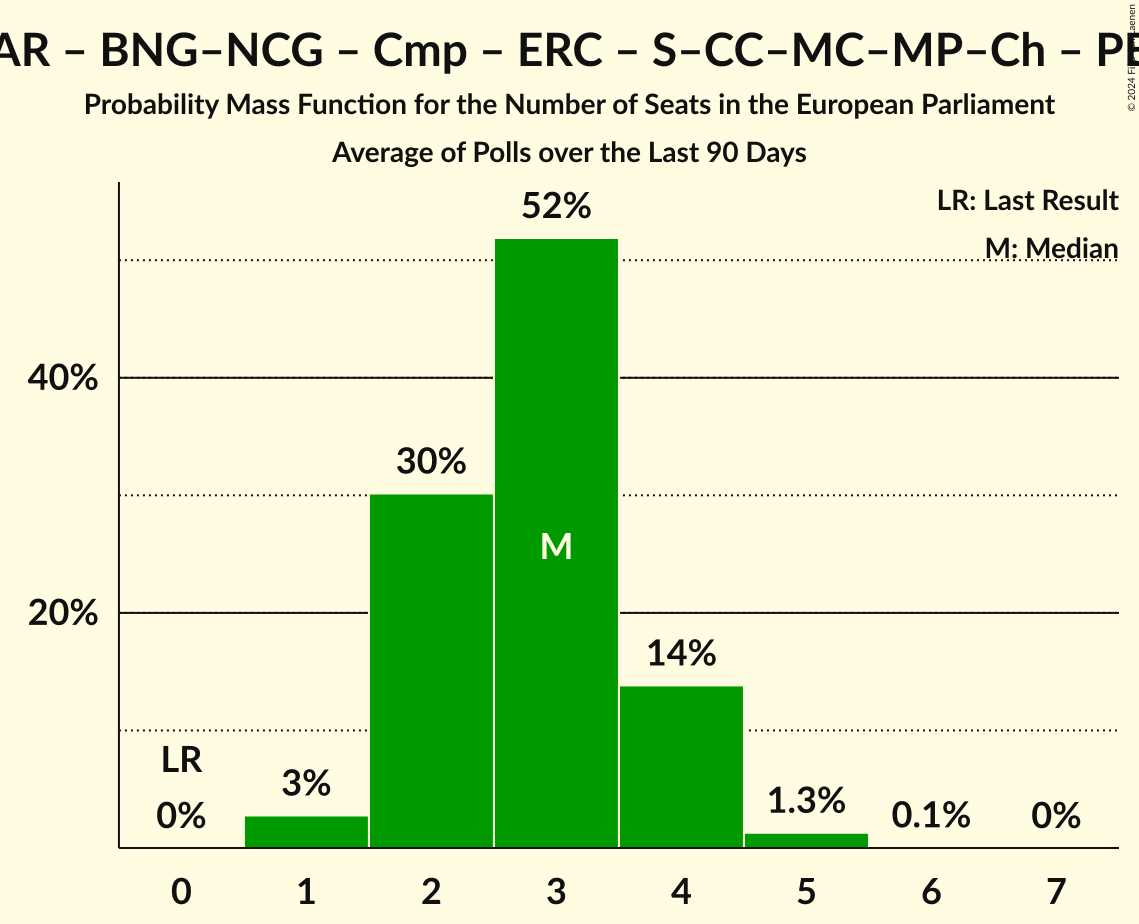 AR – BNG–NCG – Cmp – ERC – S–CC–MC–MP–Ch –
Probability Mass Function for the Number of Seats in the European Parliament
Average of Polls over the Last 90 Days
© 2024
LR: Last Result
M: Median
52%
40%
30%
M
20%
14%
LR
3%
1.3%
0%
0.1%
0%
0 1 2 3 4 5 6 7